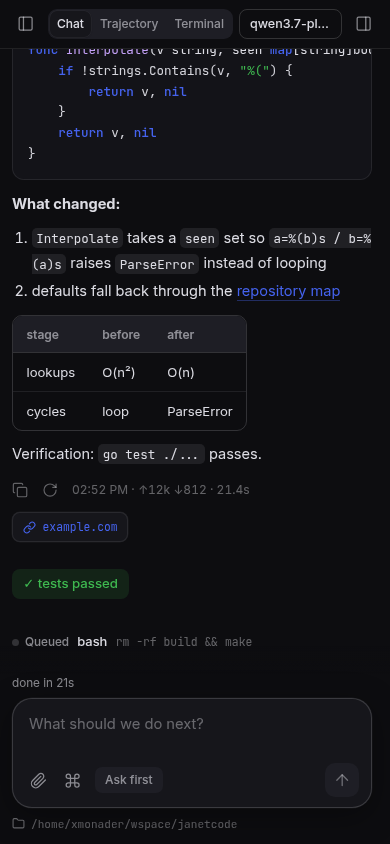 Chat Trajectory Terminal qwen3.7-pl...
func Interpolate(v string, seen map[string]boo
if !strings.Contains(v, "%(") {
return v, nil
}
return v, nil
}
What changed:
1. Interpolate takes a seen set so a=%(b)s / b=%
(a)s raises ParseError instead of looping
2. defaults fall back through the repository map
stage before after
lookups O(n²) O(n)
cycles loop ParseError
Verification: go test ./... passes.
02:52 PM · ↑12k ↓812 · 21.4s
example.com
✓ tests passed
Queued bash rm -rf build && make
done in 21s
What should we do next?
Ask first
/home/xmonader/wspace/janetcode